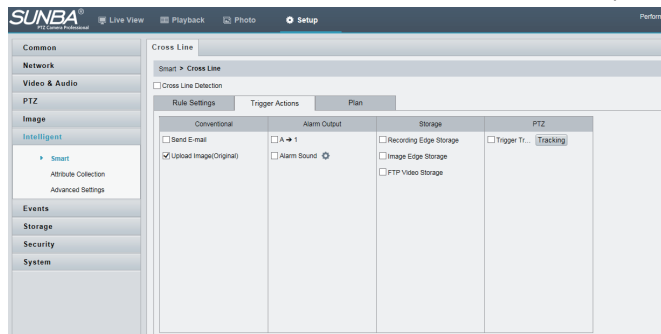 SUNBA®
PTZ Camera Professional
Live View
Playback
Photo
Setup
Perform
Common
Network
Video & Audio
PTZ
Image
Intelligent
Smart
Attribute Collection
Advanced Settings
Events
Storage
Security
System
Cross Line
Smart > Cross Line
Cross Line Detection
Rule Settings
Trigger Actions
Plan
Conventional
Alarm Output
Storage
PTZ
Send E-mail
A➔1
Recording Edge Storage
Trigger Tr...
Tracking
Upload Image(Original)
Alarm Sound
Image Edge Storage
FTP Video Storage